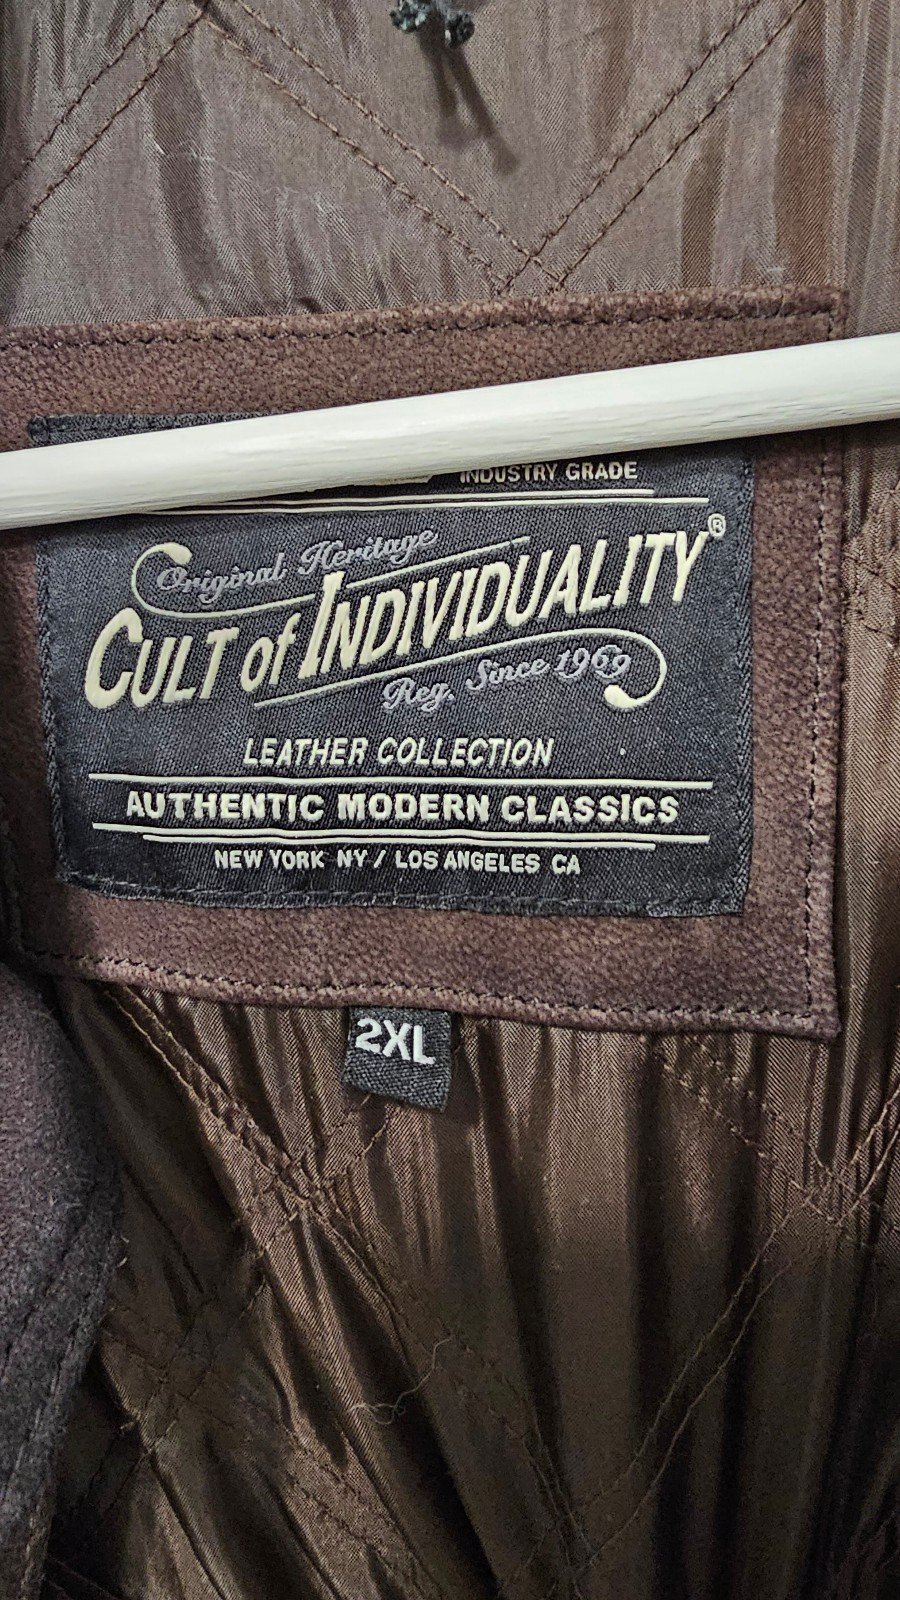 INDUSTRY GRADE
Original Heritage
CULT of INDIVIDUALITY®
Reg. Since 1969
LEATHER COLLECTION
AUTHENTIC MODERN CLASSICS
NEW YORK NY / LOS ANGELES CA
2XL